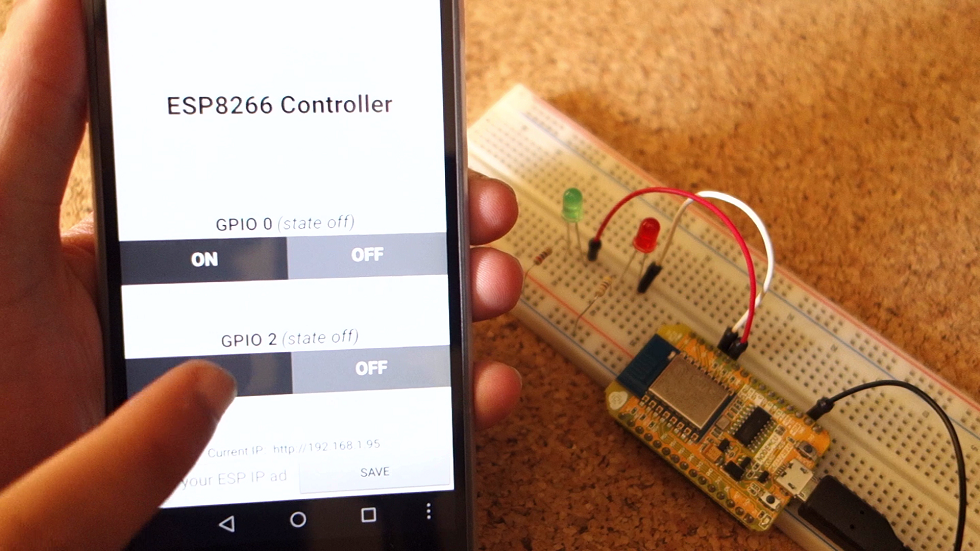 ESP8266 Controller
GPIO 0 (state off)
ON OFF
GPIO 2 (state off)
OFF
Current IP: http://192.168.1.95
your ESP IP ad
SAVE